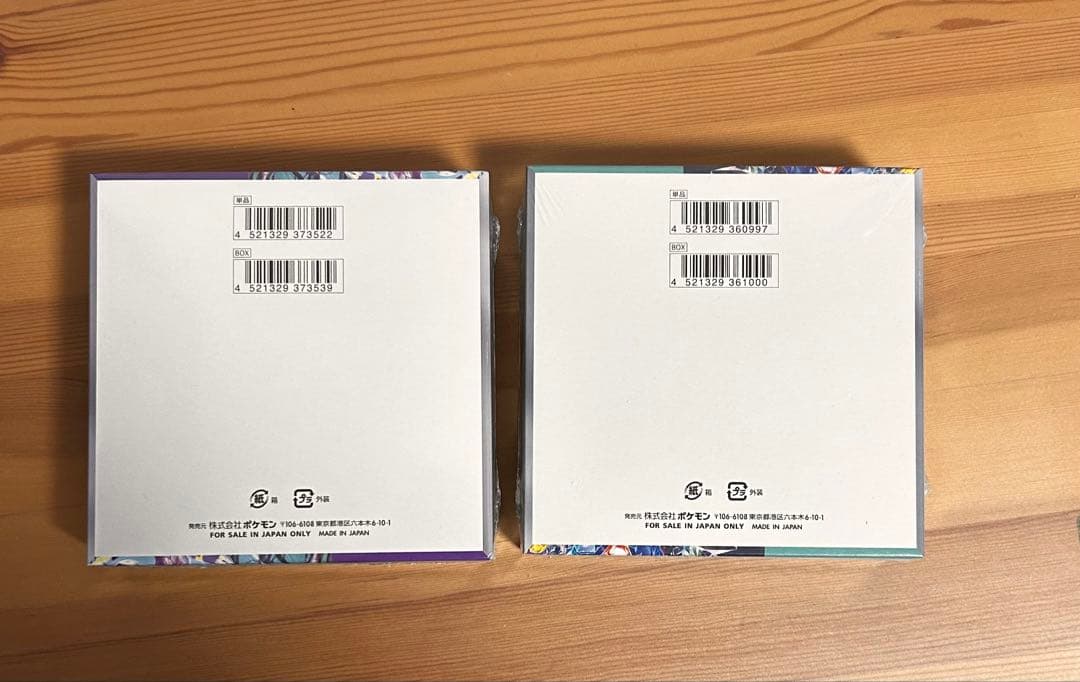 単品
4 521329 373522
BOX
4 521329 373539
紙 箱 プラ 外装
発売元 株式会社 ポケモン 〒106-6108 東京都港区六本木6-10-1
FOR SALE IN JAPAN ONLY MADE IN JAPAN
単品
4 521329 360997
BOX
4 521329 361000
紙 箱 プラ 外装
発売元 株式会社 ポケモン 〒106-6108 東京都港区六本木6-10-1
FOR SALE IN JAPAN ONLY MADE IN JAPAN